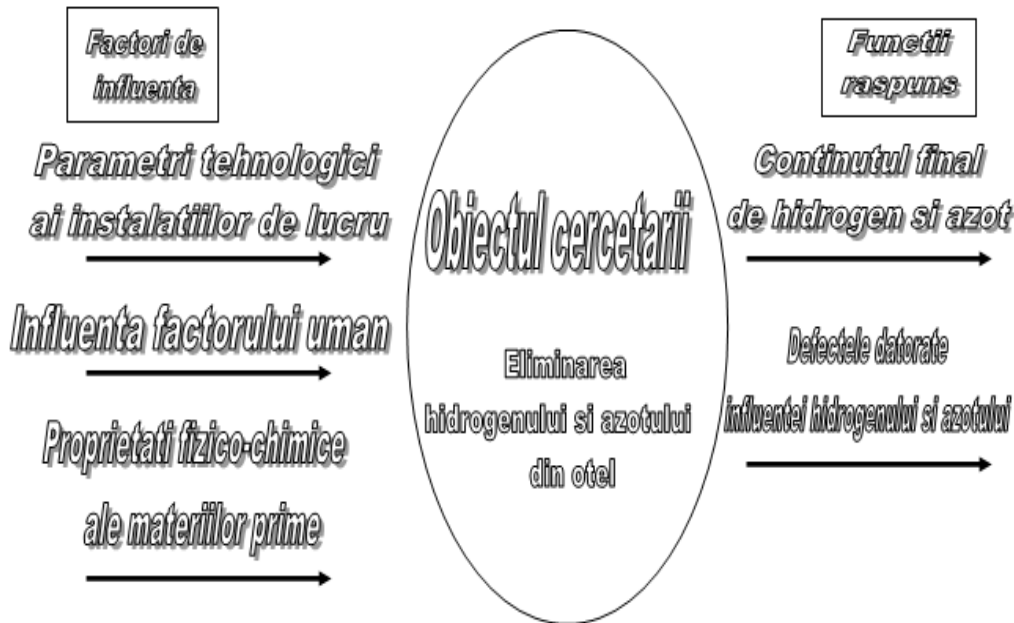 Factori de
influenta
Parametri tehnologici
ai instalatiilor de lucru
Influenta factorului uman
Proprietati fizico-chimice
ale materiilor prime
Obiectul cercetarii
Eliminarea
hidrogenului si azotului
din otel
Functii
raspuns
Continutul final
de hidrogen si azot
Defectele datorate
influentei hidrogenului si azotului